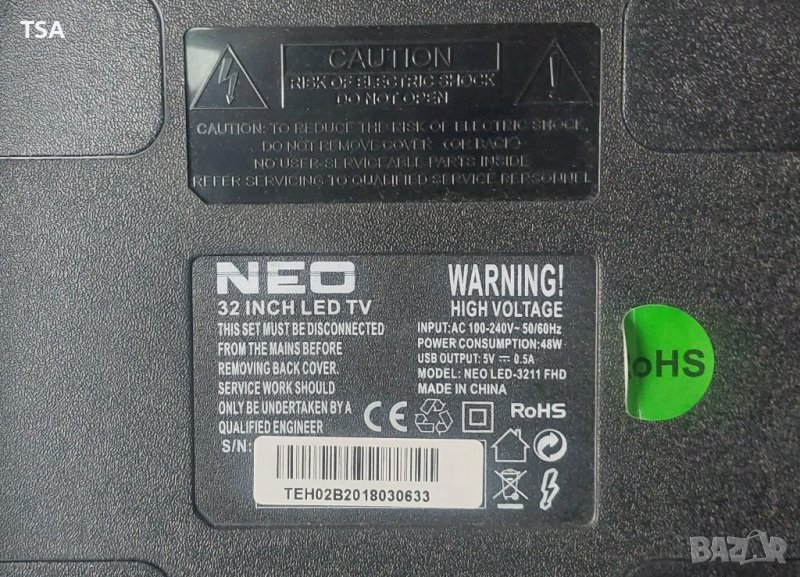 TSA
CAUTION
RISK OF ELECTRIC SHOCK
DO NOT OPEN
CAUTION: TO REDUCE THE RISK OF ELECTRIC SHOCK,
DO NOT REMOVE COVER (OR BACK)
NO USER-SERVICEABLE PARTS INSIDE
REFER SERVICING TO QUALIFIED SERVICE PERSONNEL
NEO
32 INCH LED TV
THIS SET MUST BE DISCONNECTED
FROM THE MAINS BEFORE
REMOVING BACK COVER.
SERVICE WORK SHOULD
ONLY BE UNDERTAKEN BY A
QUALIFIED ENGINEER
S/N:
TEH02B2018030633
WARNING!
HIGH VOLTAGE
INPUT: AC 100-240V~ 50/60Hz
POWER CONSUMPTION: 48W
USB OUTPUT: 5V ⎓ 0.5A
MODEL: NEO LED-3211 FHD
MADE IN CHINA
CE
RoHS
oHS
BAZAR